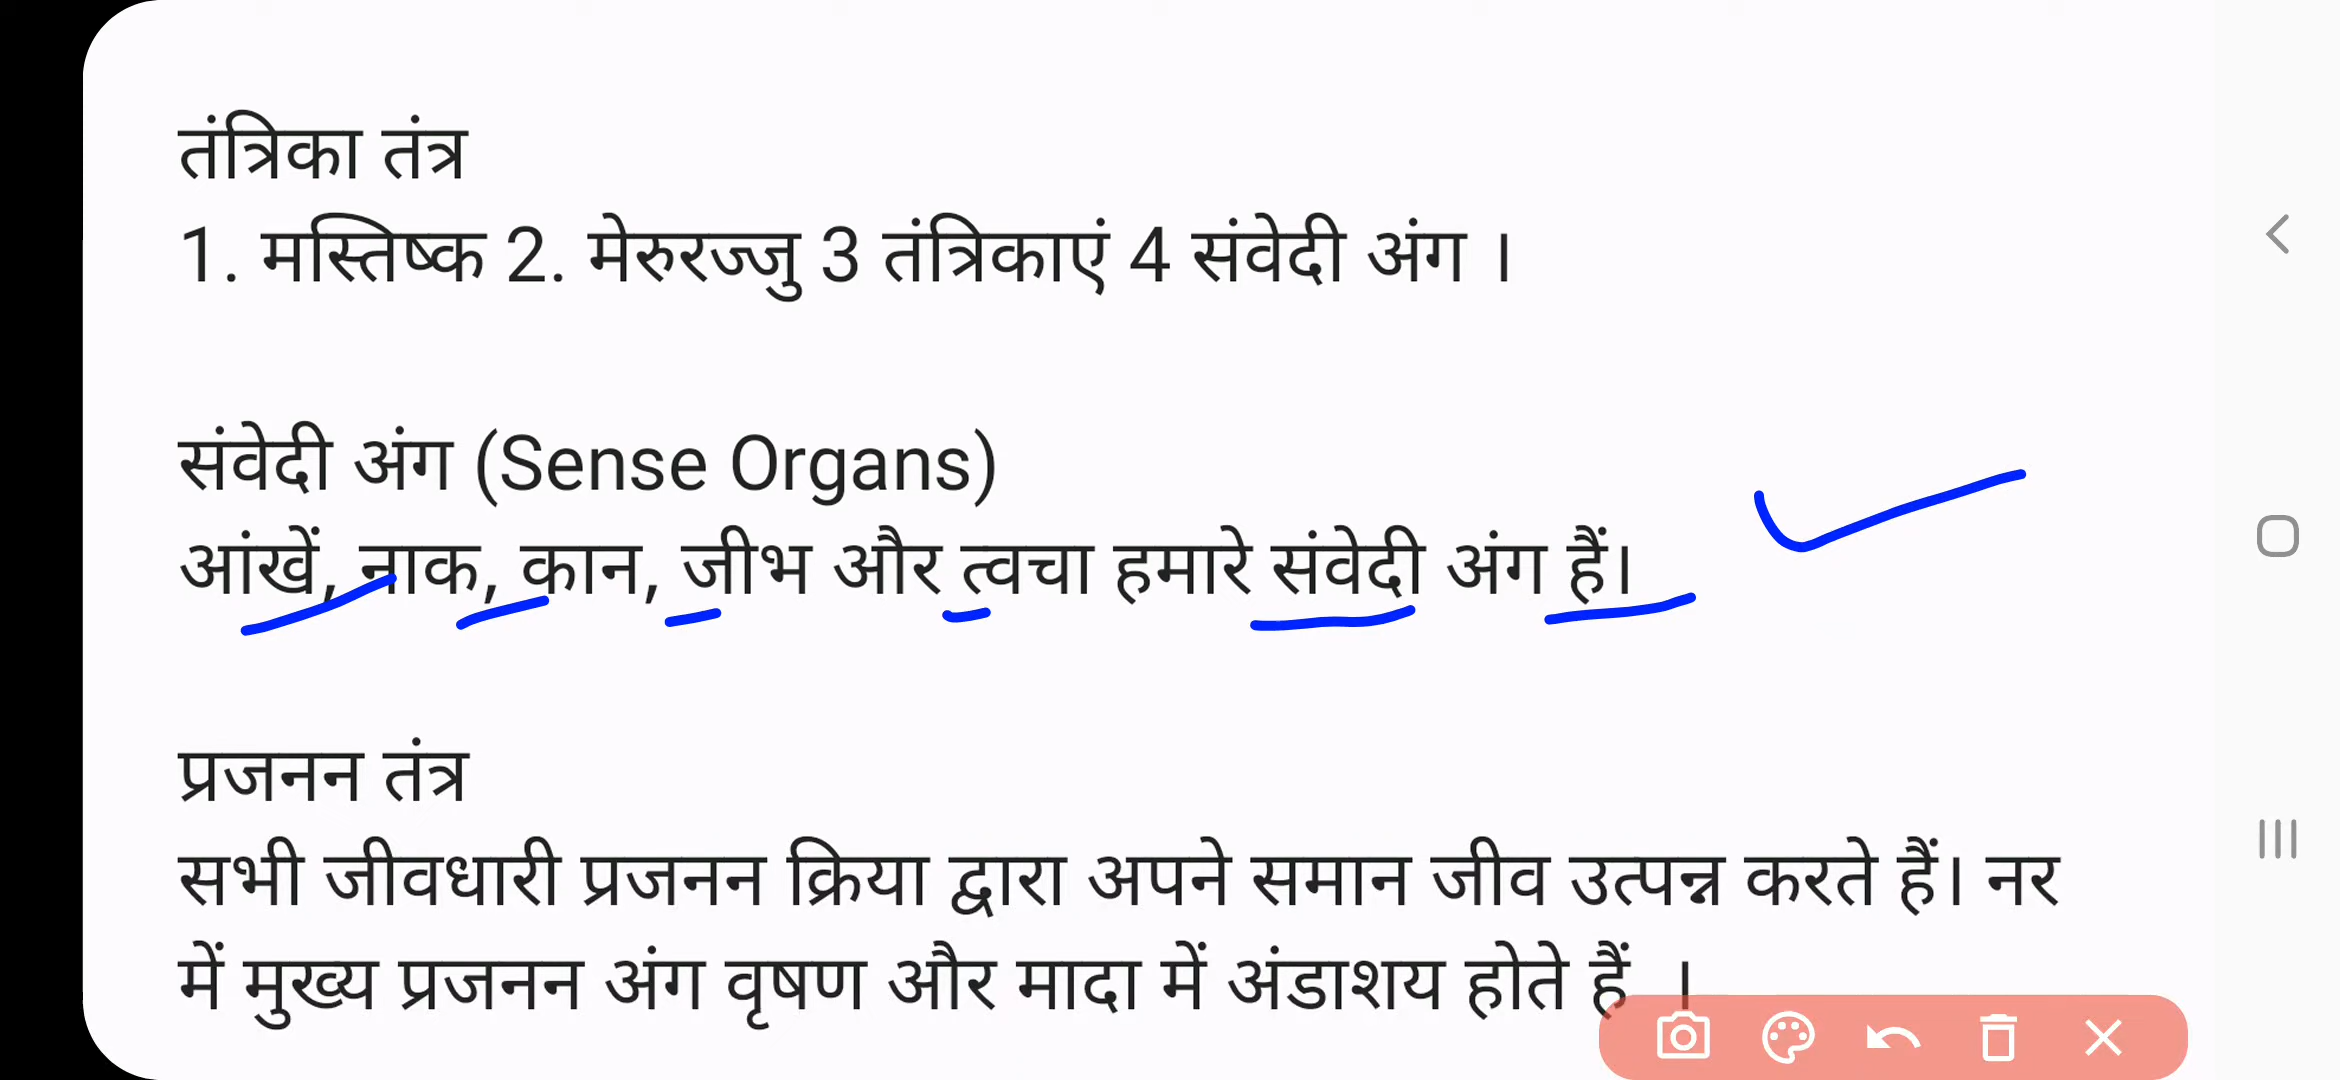 तंत्रिका तंत्र
1. मस्तिष्क 2. मेरुरज्जु 3 तंत्रिकाएं 4 संवेदी अंग ।
संवेदी अंग (Sense Organs)
आंखें, नाक, कान, जीभ और त्वचा हमारे संवेदी अंग हैं।
प्रजनन तंत्र
सभी जीवधारी प्रजनन क्रिया द्वारा अपने समान जीव उत्पन्न करते हैं। नर
में मुख्य प्रजनन अंग वृषण और मादा में अंडाशय होते हैं ।